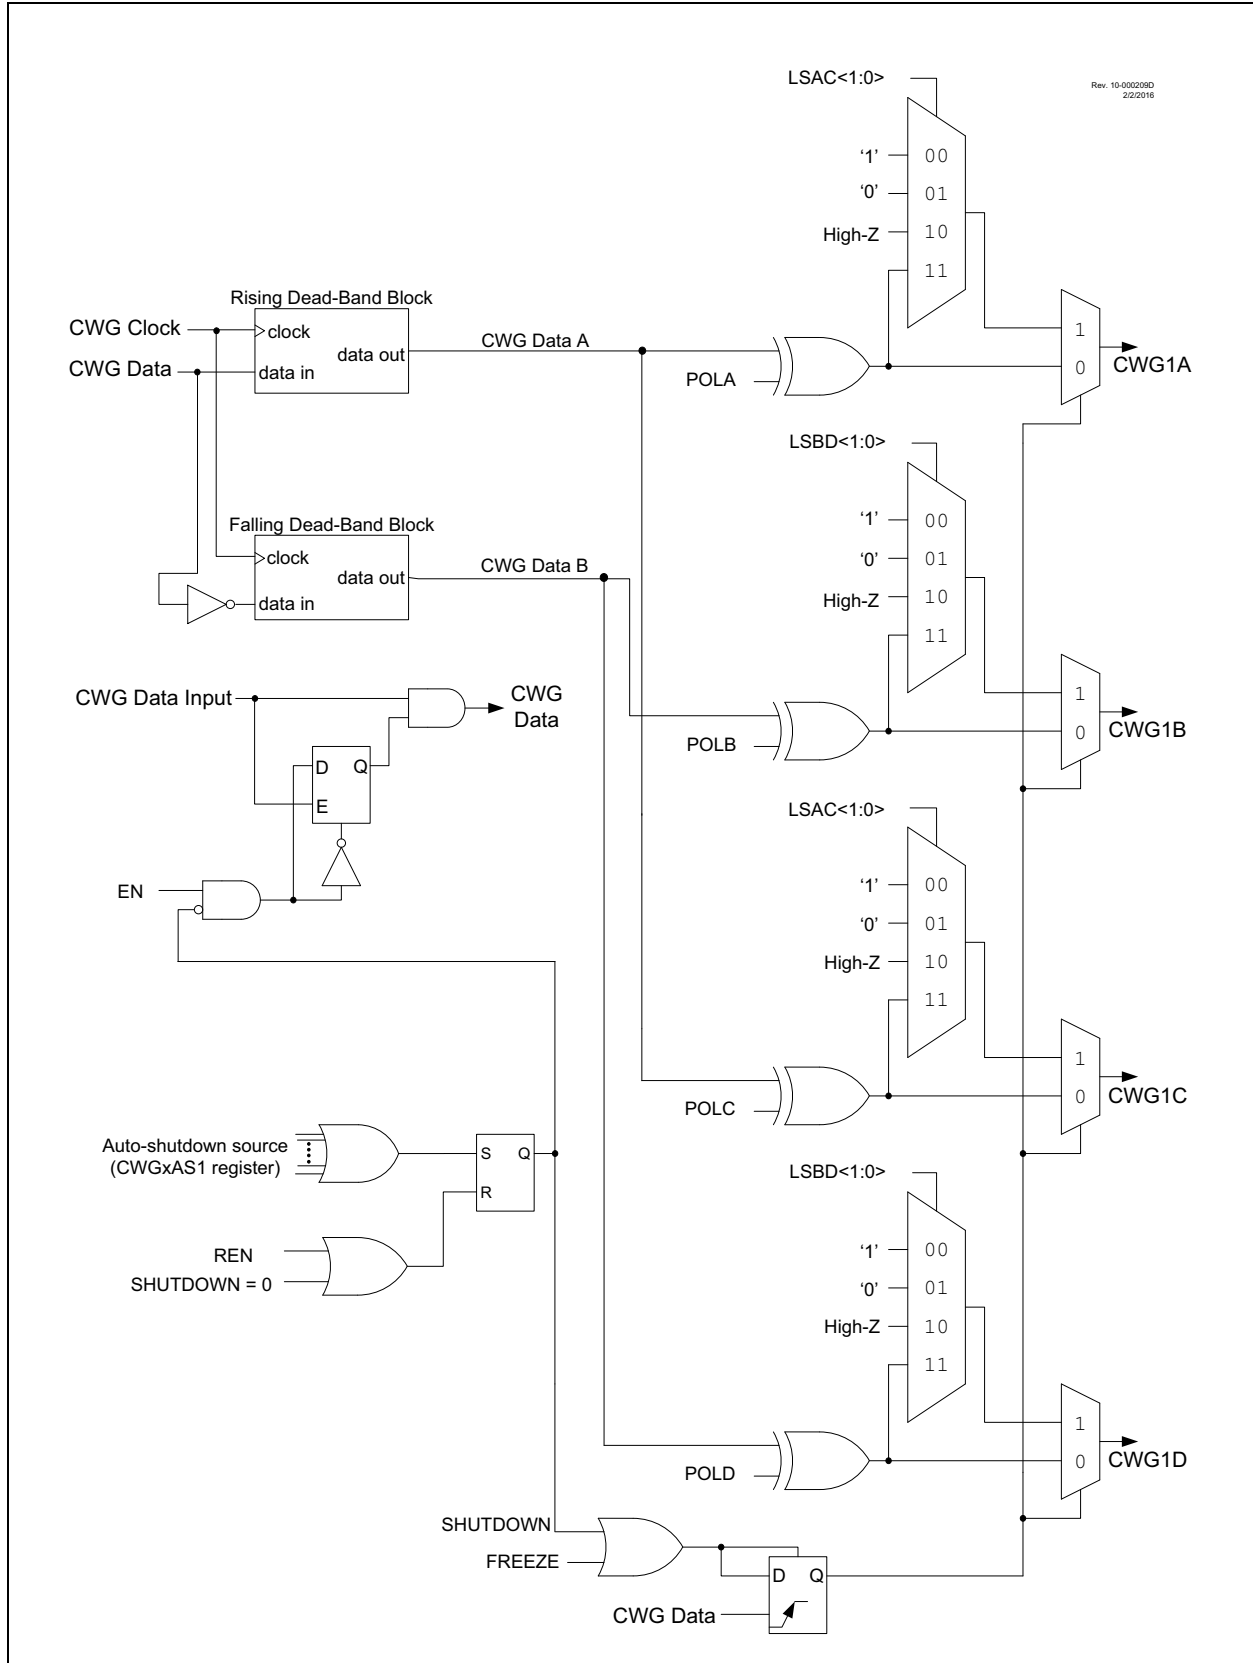 LSAC<1:0>
Rev. 10-000209D
2/2/2016
‘1’ 00
‘0’ 01
High-Z 10
11
Rising Dead-Band Block
CWG Clock
clock
CWG Data A
data out
CWG Data
data in
1
0
CWG1A
POLA
LSBD<1:0>
‘1’ 00
‘0’ 01
High-Z 10
11
Falling Dead-Band Block
clock
CWG Data B
data out
data in
1
0
CWG1B
POLB
CWG Data Input
CWG
Data
D Q
E
EN
LSAC<1:0>
‘1’ 00
‘0’ 01
High-Z 10
11
1
0
CWG1C
POLC
Auto-shutdown source
(CWGxAS1 register)
S Q
R
REN
SHUTDOWN = 0
LSBD<1:0>
‘1’ 00
‘0’ 01
High-Z 10
11
1
0
CWG1D
POLD
SHUTDOWN
FREEZE
D Q
CWG Data